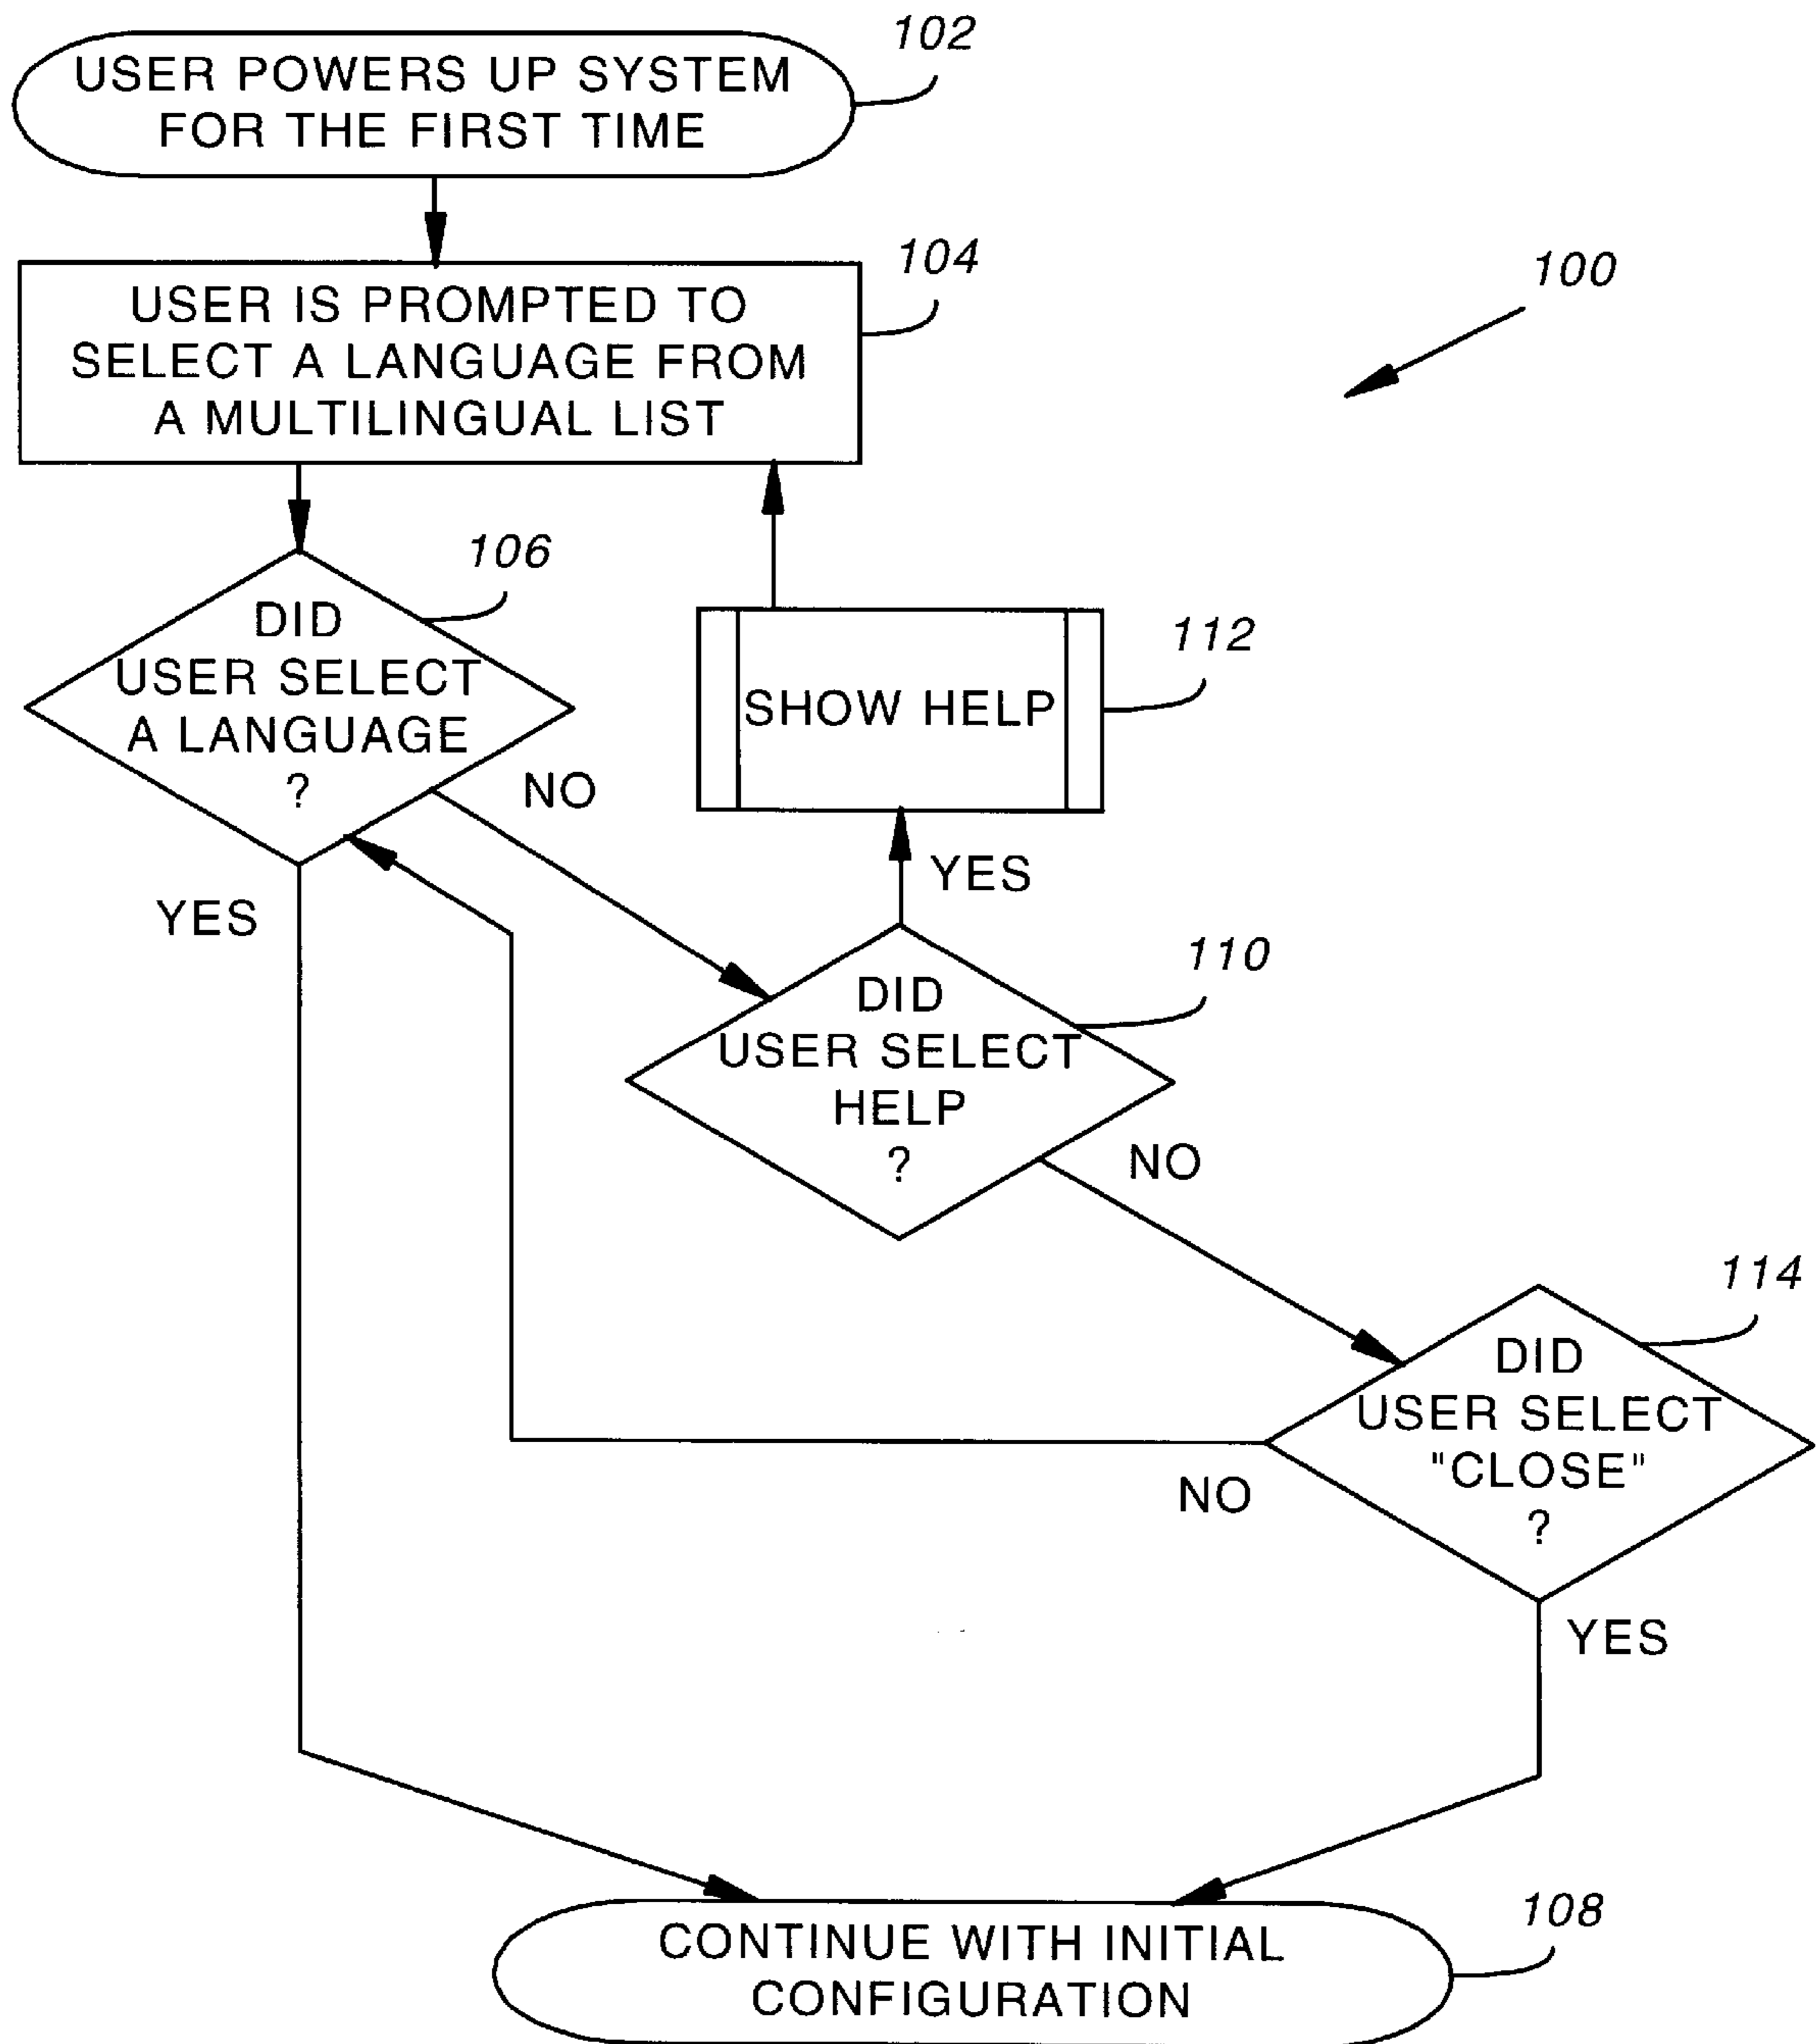 102
USER POWERS UP SYSTEM
FOR THE FIRST TIME
104
USER IS PROMPTED TO
SELECT A LANGUAGE FROM
A MULTILINGUAL LIST
100
106
DID
USER SELECT
A LANGUAGE
?
NO
YES
112
SHOW HELP
YES
110
DID
USER SELECT
HELP
?
NO
114
DID
USER SELECT
"CLOSE"
?
NO
YES
108
CONTINUE WITH INITIAL
CONFIGURATION